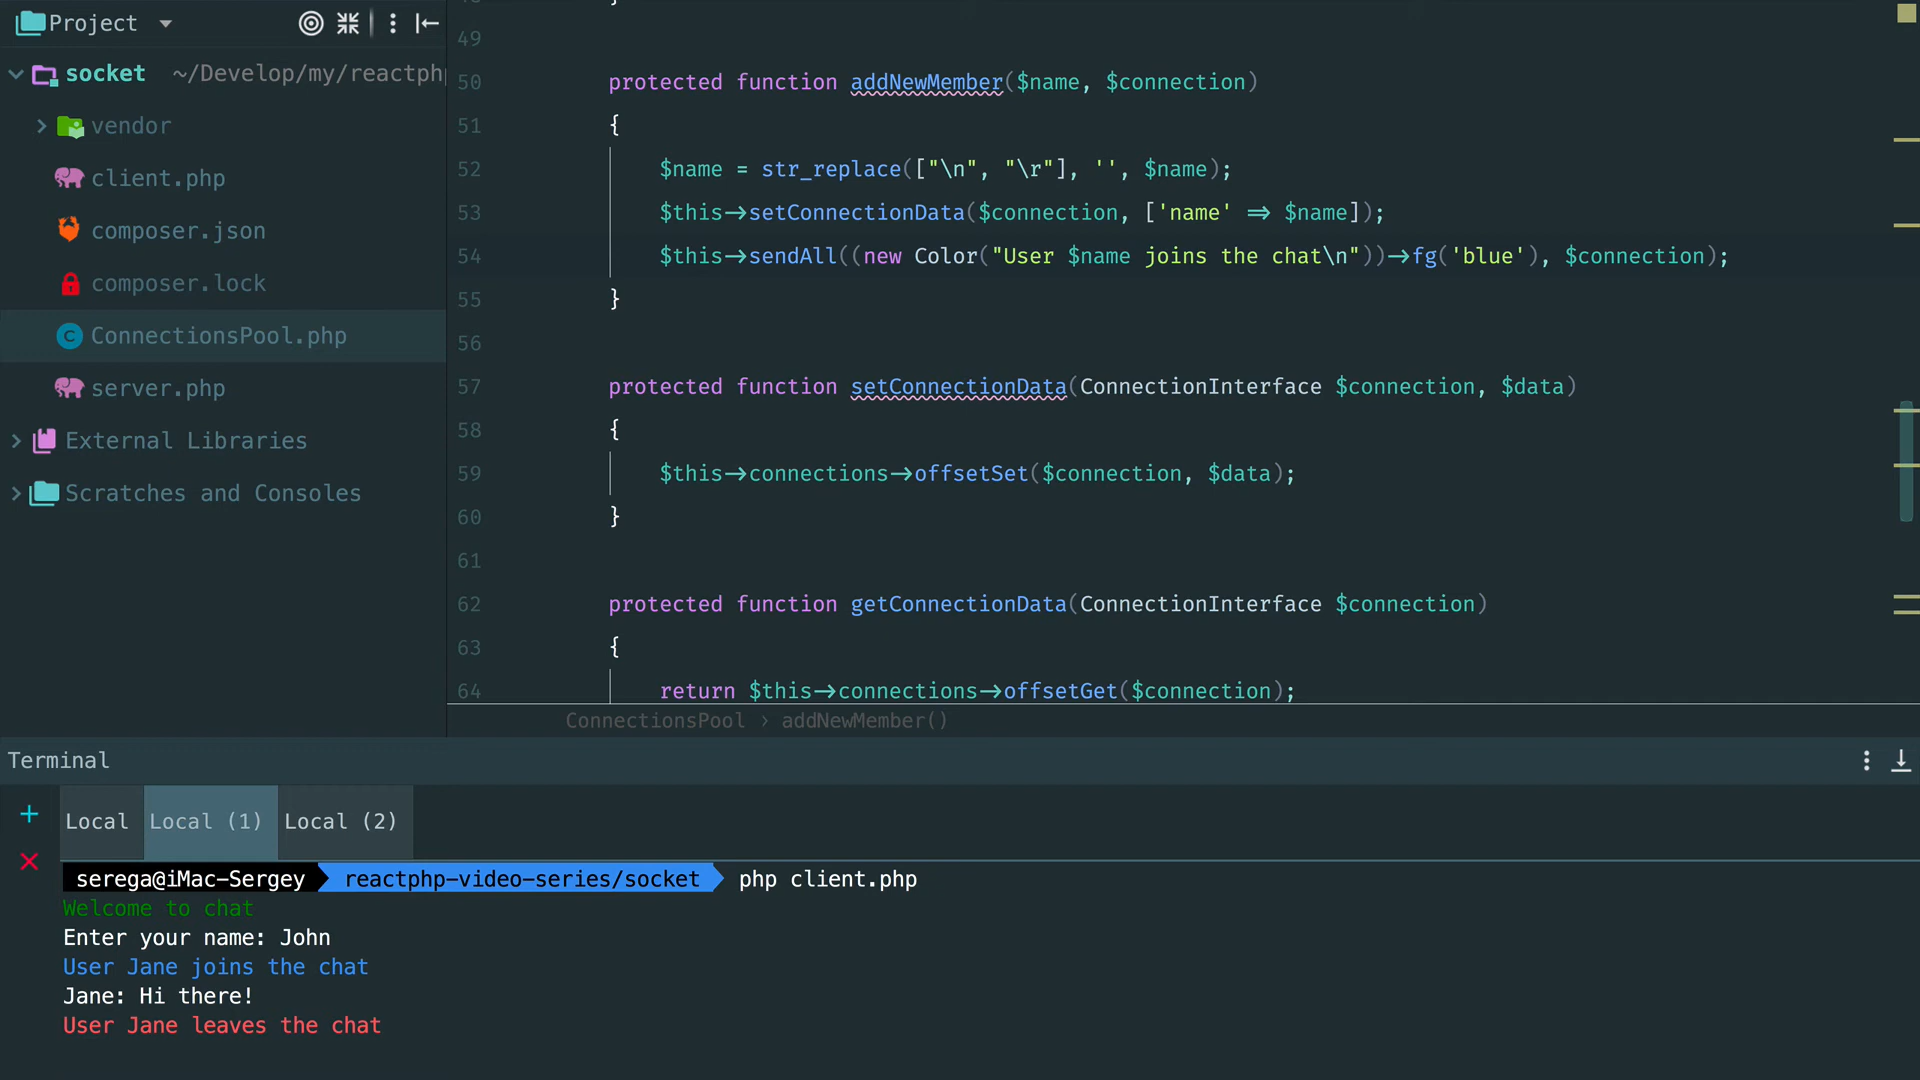 Project
socket ~/Develop/my/reactph
vendor
client.php
composer.json
composer.lock
ConnectionsPool.php
server.php
External Libraries
Scratches and Consoles
49
50 protected function addNewMember($name, $connection)
51 {
52 $name = str_replace(["\n", "\r"], '', $name);
53 $this->setConnectionData($connection, ['name' => $name]);
54 $this->sendAll((new Color("User $name joins the chat\n"))->fg('blue'), $connection);
55 }
56
57 protected function setConnectionData(ConnectionInterface $connection, $data)
58 {
59 $this->connections->offsetSet($connection, $data);
60 }
61
62 protected function getConnectionData(ConnectionInterface $connection)
63 {
64 return $this->connections->offsetGet($connection);
ConnectionsPool > addNewMember()
Terminal
Local Local (1) Local (2)
serega@iMac-Sergey reactphp-video-series/socket php client.php
Welcome to chat
Enter your name: John
User Jane joins the chat
Jane: Hi there!
User Jane leaves the chat